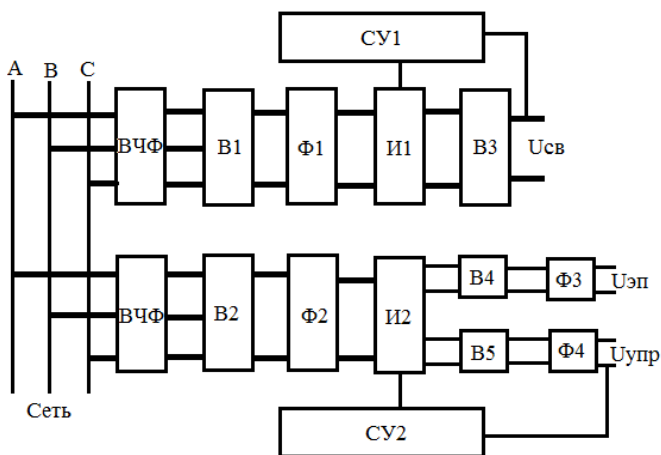 СУ1
А В С
ВЧФ В1 Ф1 И1 В3 Uсв
ВЧФ В2 Ф2 И2 В4 Ф3 Uэп
В5 Ф4 Uупр
Сеть
СУ2